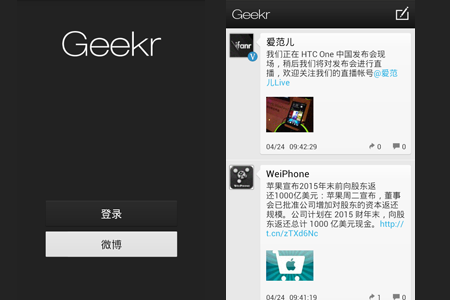 Geekr
登录
微博
Geekr
爱范儿
我们正在 HTC One 中国发布会现
场，稍后我们将对发布会进行直
播，欢迎关注我们的直播帐号@爱范
儿Live
04/24 09:42:29
0
0
WeiPhone
苹果宣布2015年末前向股东返
还1000亿美元：苹果周二宣布，董事
会已批准公司增加对股东的资本返还
规模。公司计划在 2015 财年末，向股
东返还总计 1000 亿美元现金。http://
t.cn/zTXd6Nc
04/24 09:41:19
1
0